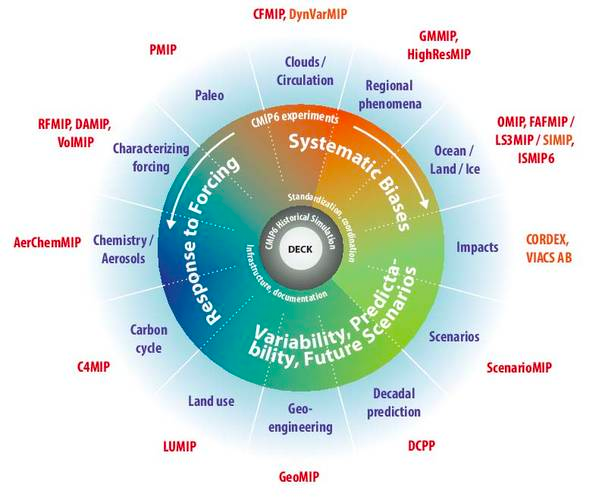 CFMIP, DynVarMIP
PMIP
GMMIP,
HighResMIP
Clouds /
Circulation
Paleo
Regional
phenomena
RFMIP, DAMIP,
VolMIP
Characterizing
forcing
CMIP6 experiments
Systematic Biases
Ocean /
Land / Ice
OMIP, FAFMIP /
LS3MIP / SIMIP,
ISMIP6
Response to Forcing
Standardization, coordination
CMIP6 Historical Simulation
DECK
Infrastructure, documentation
AerChemMIP
Chemistry /
Aerosols
Impacts
CORDEX,
VIACS AB
Variability, Predicta-
bility, Future Scenarios
Carbon
cycle
Scenarios
C4MIP
ScenarioMIP
Land use
Geo-
engineering
Decadal
prediction
LUMIP
DCPP
GeoMIP